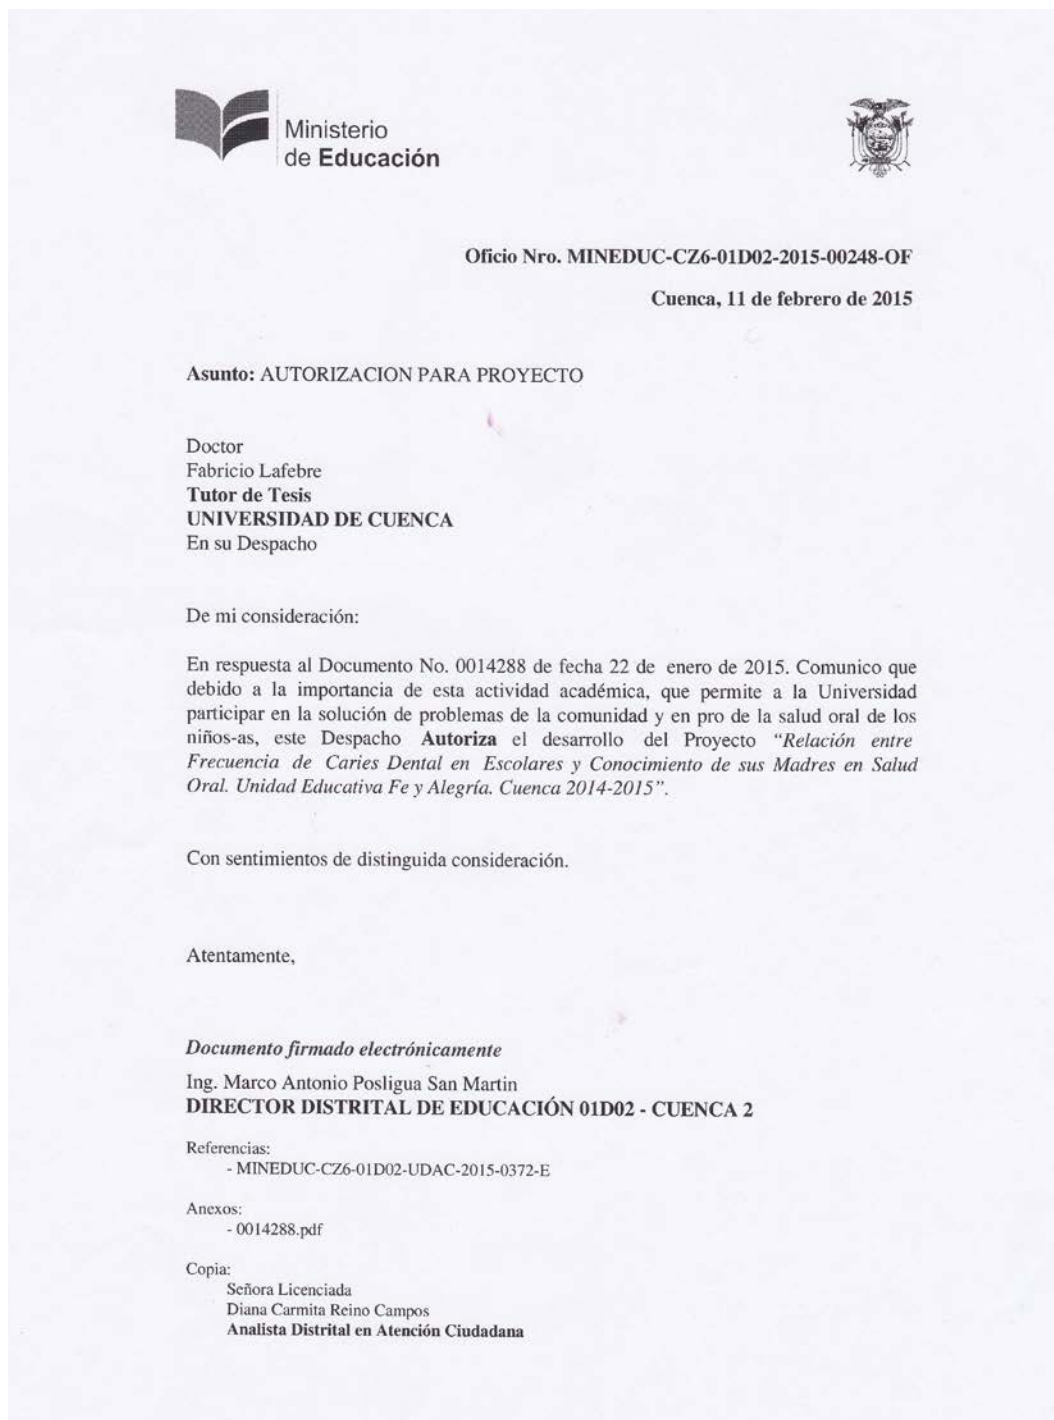 Ministerio
de Educación
Oficio Nro. MINEDUC-CZ6-01D02-2015-00248-OF
Cuenca, 11 de febrero de 2015
Asunto: AUTORIZACION PARA PROYECTO
Doctor
Fabricio Lafebre
Tutor de Tesis
UNIVERSIDAD DE CUENCA
En su Despacho
De mi consideración:
En respuesta al Documento No. 0014288 de fecha 22 de enero de 2015. Comunico que
debido a la importancia de esta actividad académica, que permite a la Universidad
participar en la solución de problemas de la comunidad y en pro de la salud oral de los
niños-as, este Despacho Autoriza el desarrollo del Proyecto "Relación entre
Frecuencia de Caries Dental en Escolares y Conocimiento de sus Madres en Salud
Oral. Unidad Educativa Fe y Alegría. Cuenca 2014-2015".
Con sentimientos de distinguida consideración.
Atentamente,
Documento firmado electrónicamente
Ing. Marco Antonio Posligua San Martin
DIRECTOR DISTRITAL DE EDUCACIÓN 01D02 - CUENCA 2
Referencias:
- MINEDUC-CZ6-01D02-UDAC-2015-0372-E
Anexos:
- 0014288.pdf
Copia:
Señora Licenciada
Diana Carmita Reino Campos
Analista Distrital en Atención Ciudadana